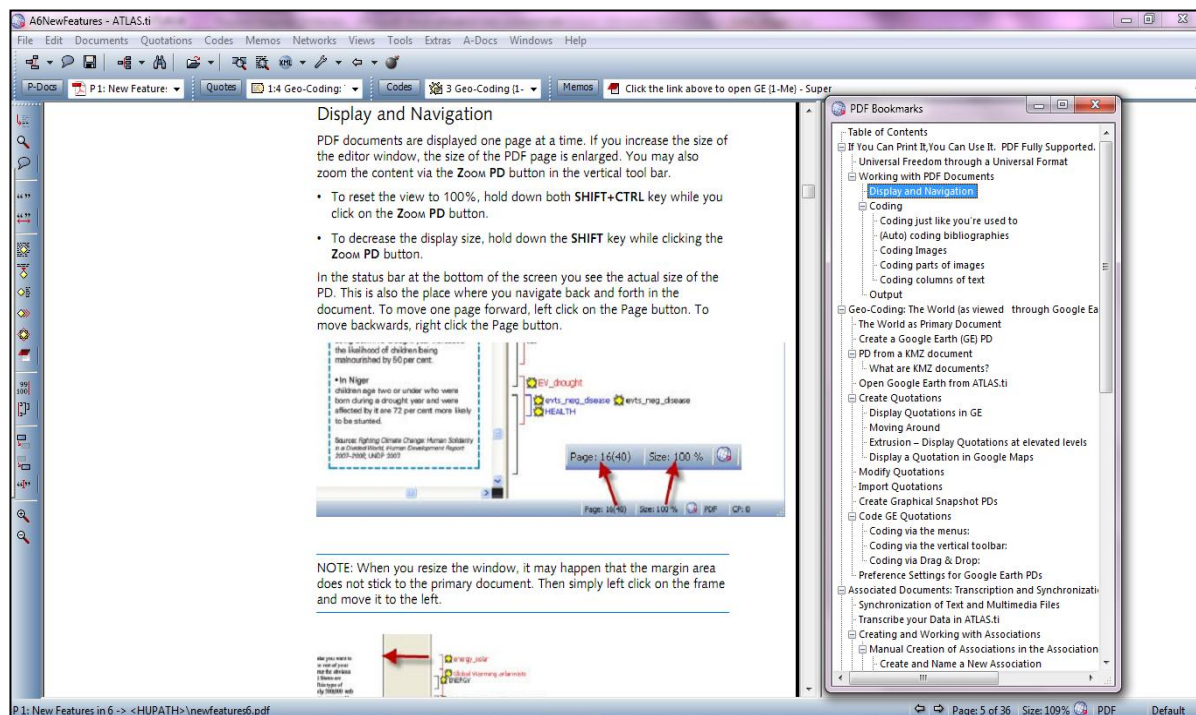 A6NewFeatures - ATLAS.ti
File Edit Documents Quotations Codes Memos Networks Views Tools Extras A-Docs Windows Help
P-Docs P 1: New Feature: Quotes 1:4 Geo-Coding: Codes 3 Geo-Coding {1- Memos Click the link above to open GE {1-Me} - Super
Display and Navigation
PDF documents are displayed one page at a time. If you increase the size of
the editor window, the size of the PDF page is enlarged. You may also
zoom the content via the ZOOM PD button in the vertical tool bar.
• To reset the view to 100%, hold down both SHIFT+CTRL key while you
click on the ZOOM PD button.
• To decrease the display size, hold down the SHIFT key while clicking the
ZOOM PD button.
In the status bar at the bottom of the screen you see the actual size of the
PD. This is also the place where you navigate back and forth in the
document. To move one page forward, left click on the Page button. To
move backwards, right click the Page button.
the likelihood of children being
malnourished by 50 per cent.
• In Niger
children age two or under who were
born during a drought year and were
affected by it are 72 per cent more likely
to be stunted.
Source: Fighting Climate Change: Human Solidarity
in a Divided World, Human Development Report
2007-2008, UNDP 2007
EV_drought
evts_neg_disease evts_neg_disease
HEALTH
Page: 16(40) Size: 100 %
Page: 16(40) Size: 100 % PDF CP: 0
NOTE: When you resize the window, it may happen that the margin area
does not stick to the primary document. Then simply left click on the frame
and move it to the left.
energy_solar
Global Warming
ENERGY
PDF Bookmarks
Table of Contents
If You Can Print It,You Can Use It. PDF Fully Supported.
Universal Freedom through a Universal Format
Working with PDF Documents
Display and Navigation
Coding
Coding just like you're used to
(Auto) coding bibliographies
Coding Images
Coding parts of images
Coding columns of text
Output
Geo-Coding: The World (as viewed through Google Ea
The World as Primary Document
Create a Google Earth (GE) PD
PD from a KMZ document
What are KMZ documents?
Open Google Earth from ATLAS.ti
Create Quotations
Display Quotations in GE
Moving Around
Extrusion – Display Quotations at elevated levels
Display a Quotation in Google Maps
Modify Quotations
Import Quotations
Create Graphical Snapshot PDs
Code GE Quotations
Coding via the menus:
Coding via the vertical toolbar:
Coding via Drag & Drop:
Preference Settings for Google Earth PDs
Associated Documents: Transcription and Synchronizati
Synchronization of Text and Multimedia Files
Transcribe your Data in ATLAS.ti
Creating and Working with Associations
Manual Creation of Associations in the Association
Create and Name a New Association
P 1: New Features in 6 -> <HUPATH>\newfeatures6.pdf Page: 5 of 36 Size: 109% PDF Default